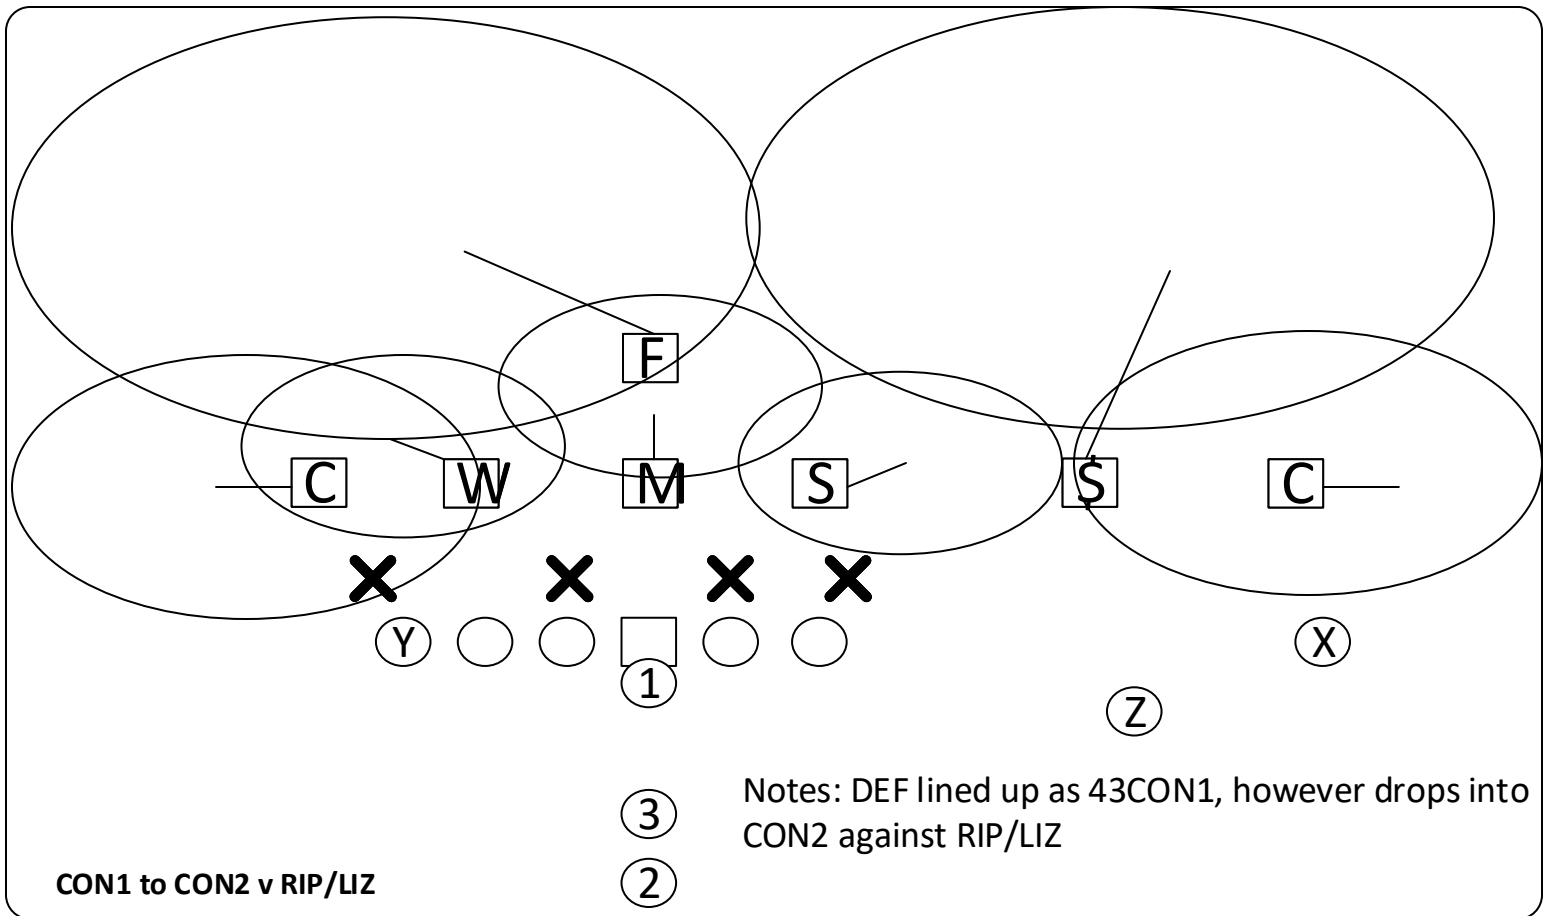 F
C W M S $ C
Y X
1
Z
Notes: DEF lined up as 43CON1, however drops into
3
CON2 against RIP/LIZ
CON1 to CON2 v RIP/LIZ
2